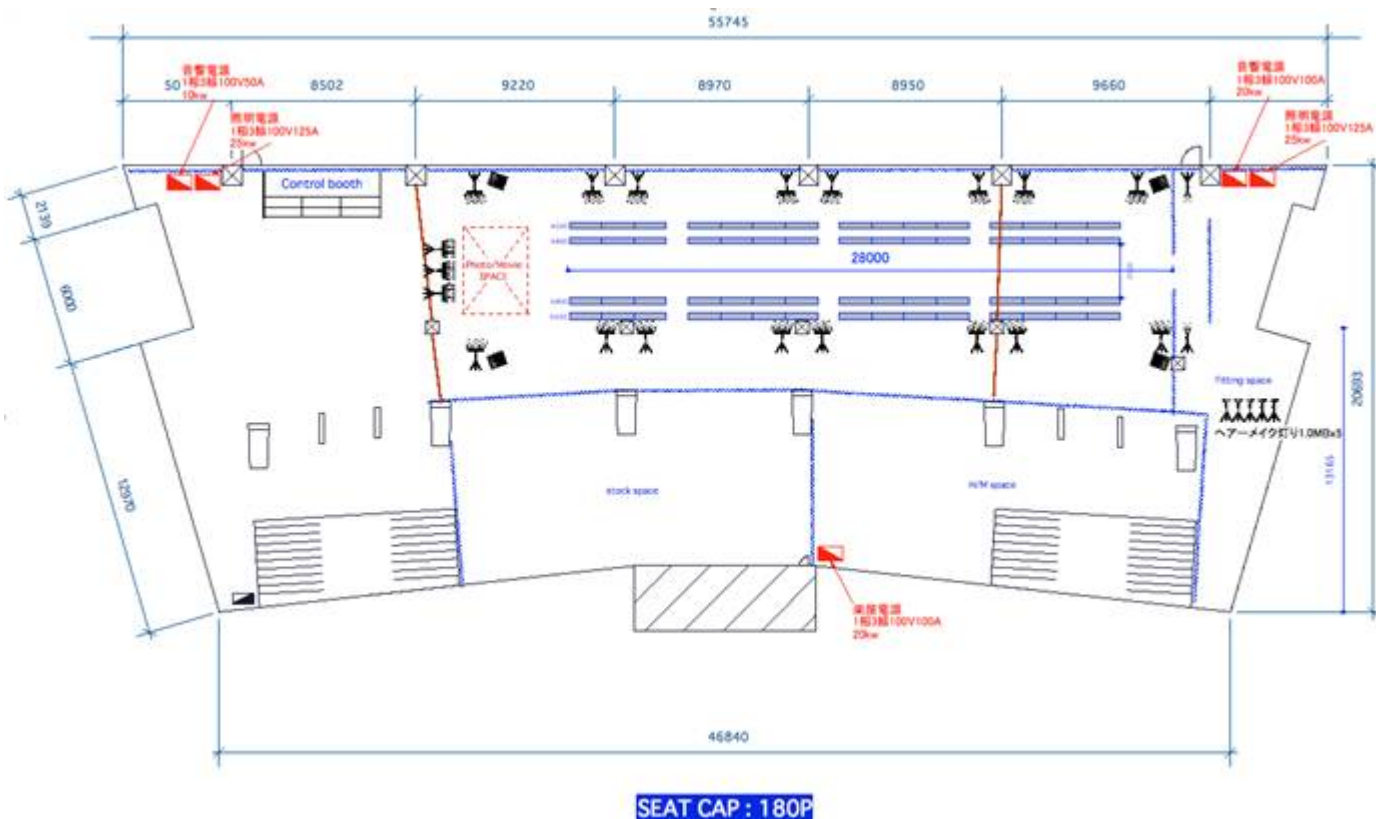 55745
8502
9220
8970
8950
9660
音響電源
1相3線100V50A
10kw
照明電源
1相3線100V125A
25kw
音響電源
1相3線100V100A
20kw
照明電源
1相3線100V125A
25kw
Control booth
2139
6000
12970
Photo/Movie
SPACE
28000
20693
13165
Fitting space
ヘアーメイク灯り1.0MBx5
stock space
H/M space
楽屋電源
1相3線100V100A
20kw
46840
SEAT CAP : 180P